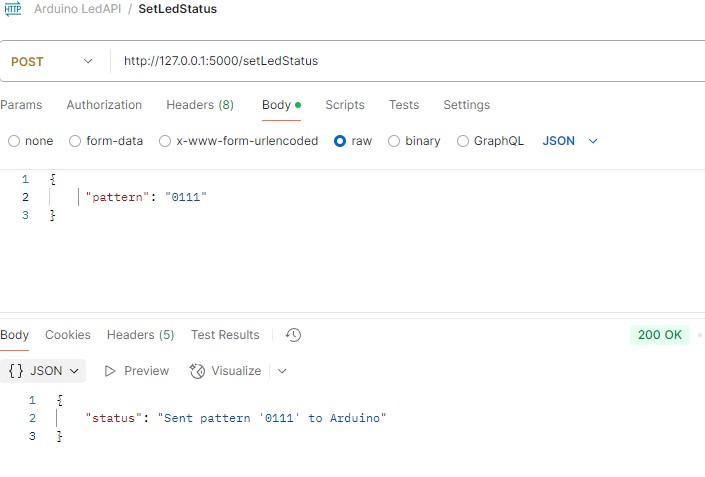 HTTP Arduino LedAPI / SetLedStatus
POST http://127.0.0.1:5000/setLedStatus
Params Authorization Headers (8) Body Scripts Tests Settings
none form-data x-www-form-urlencoded raw binary GraphQL JSON
1 {
2 "pattern": "0111"
3 }
Body Cookies Headers (5) Test Results 200 OK
{} JSON Preview Visualize
1 {
2 "status": "Sent pattern '0111' to Arduino"
3 }